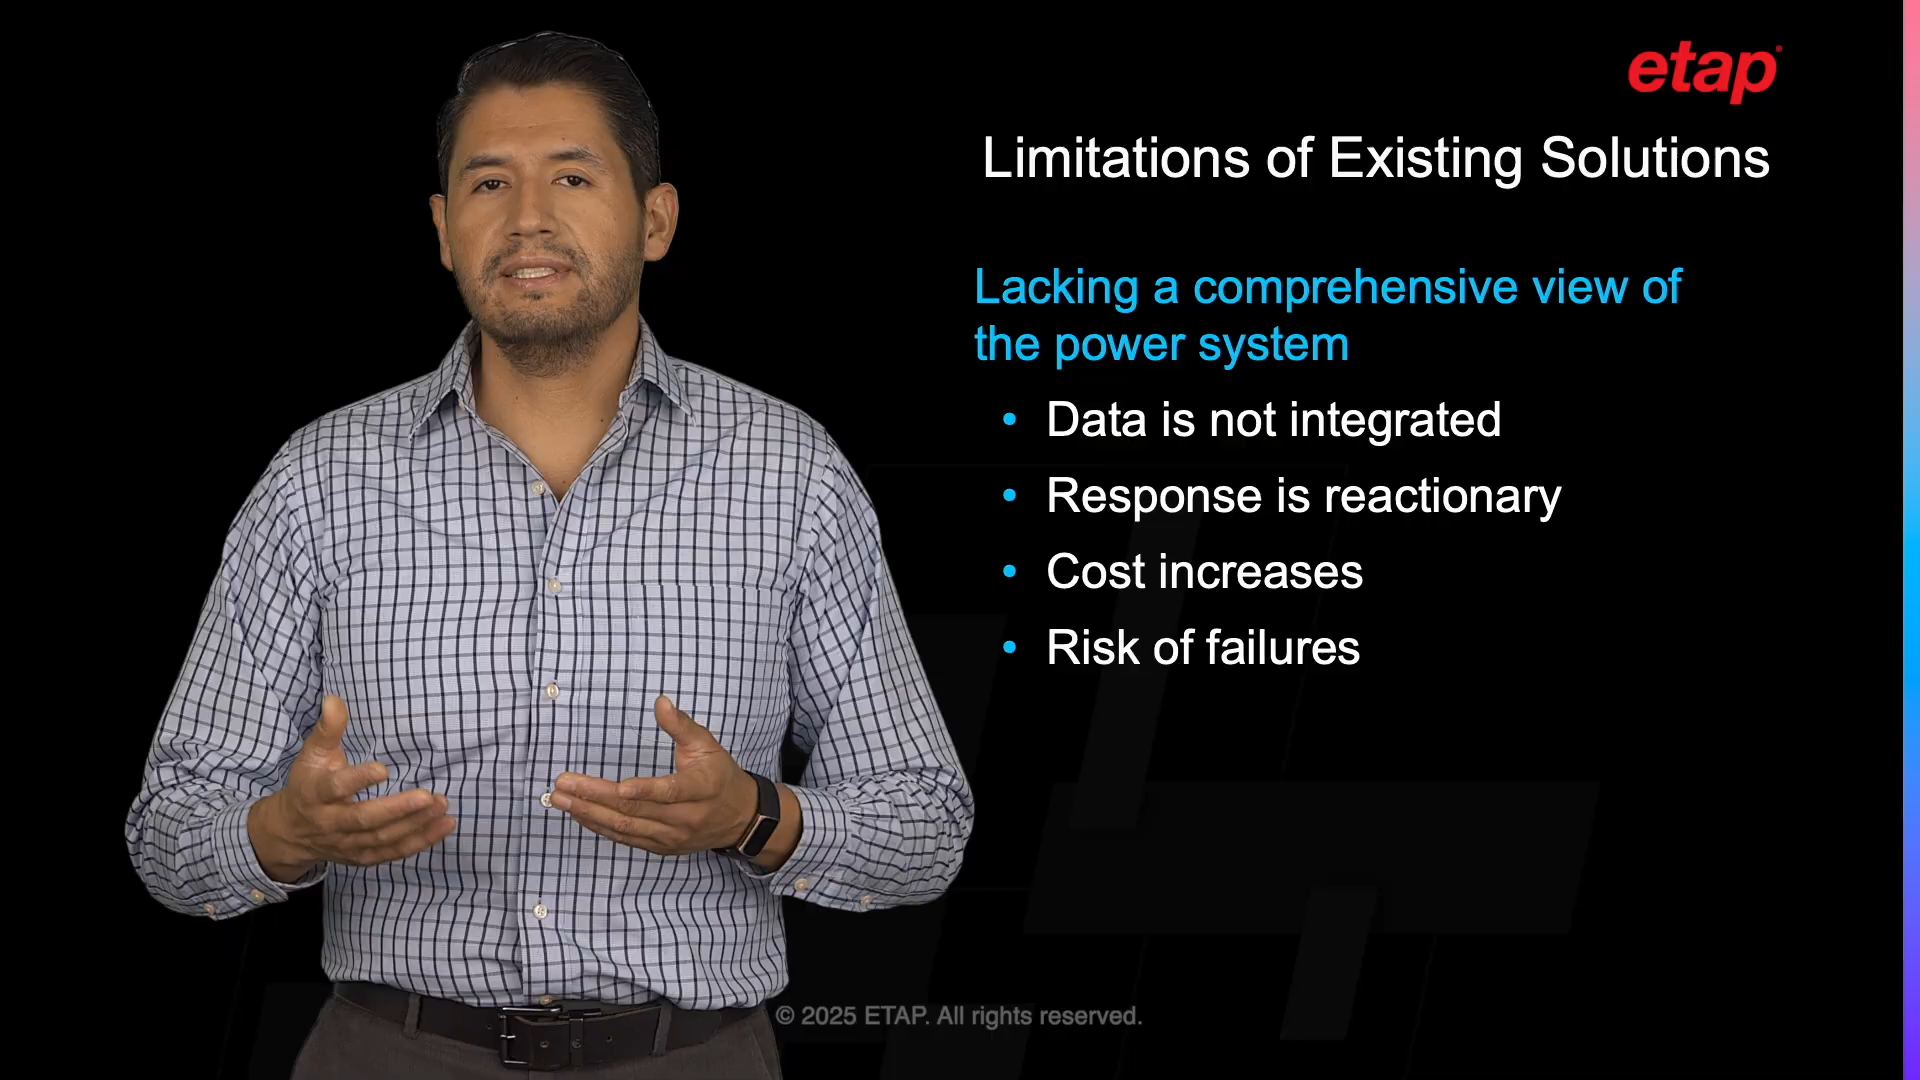 etap
Limitations of Existing Solutions
Lacking a comprehensive view of
the power system
• Data is not integrated
• Response is reactionary
• Cost increases
• Risk of failures
© 2025 ETAP. All rights reserved.